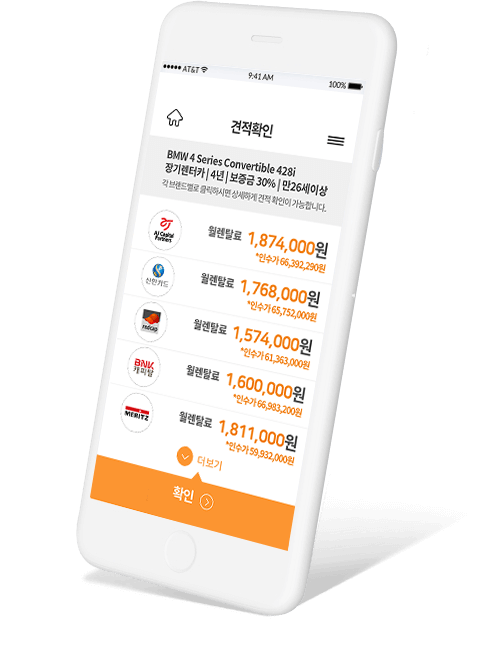 AT&T
9:41 AM
100%
견적확인
BMW 4 Series Convertible 428i
장기렌터카 | 4년 | 보증금 30% | 만26세이상
각 브랜드별로 클릭하시면 상세하게 견적 확인이 가능합니다.
AJ Capital
Partners
월렌탈료 1,874,000원
*인수가 66,392,290원
신한카드
월렌탈료 1,768,000원
*인수가 65,752,000원
redcap
월렌탈료 1,574,000원
*인수가 61,363,000원
BNK
캐피탈
월렌탈료 1,600,000원
*인수가 66,983,200원
MERITZ
월렌탈료 1,811,000원
*인수가 59,932,000원
더보기
확인